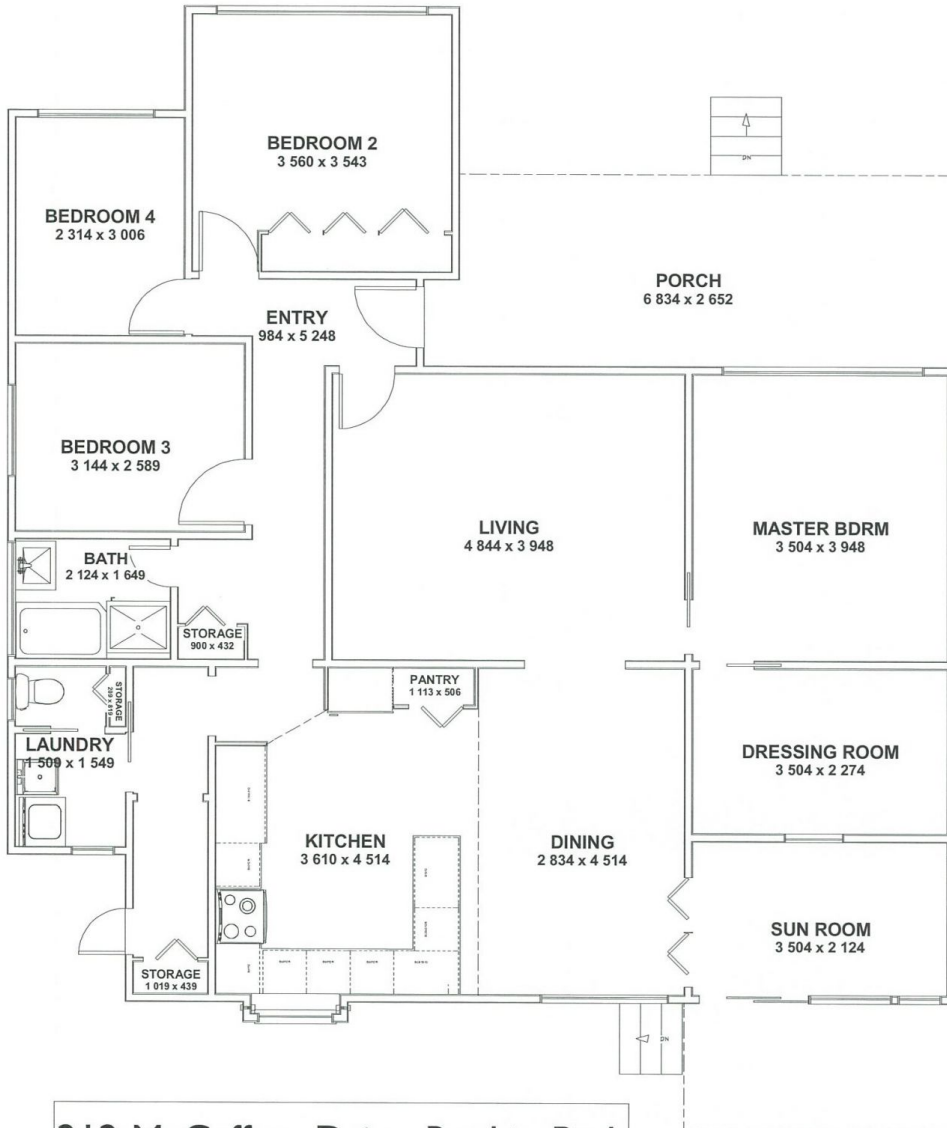 BEDROOM 2
3 560 x 3 543
BEDROOM 4
2 314 x 3 006
DN
PORCH
6 834 x 2 652
ENTRY
984 x 5 248
BEDROOM 3
3 144 x 2 589
LIVING
4 844 x 3 948
MASTER BDRM
3 504 x 3 948
BATH
2 124 x 1 649
STORAGE
900 x 432
PANTRY
1 113 x 506
STORAGE
LAUNDRY
1 509 x 1 549
DRESSING ROOM
3 504 x 2 274
KITCHEN
3 610 x 4 514
DINING
2 834 x 4 514
SUN ROOM
3 504 x 2 124
STORAGE
1 019 x 439
DN